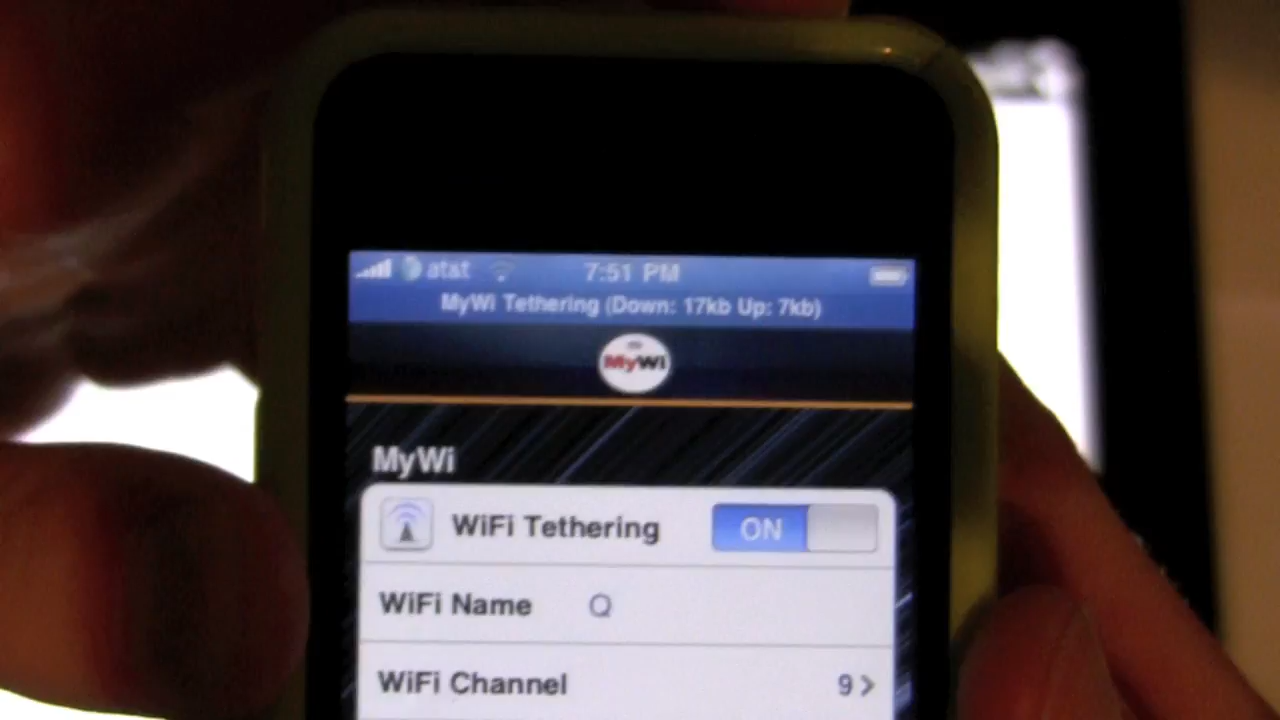 at&t 7:51 PM
MyWi Tethering (Down: 17kb Up: 7kb)
MyWi
MyWi
WiFi Tethering ON
WiFi Name Q
WiFi Channel 9